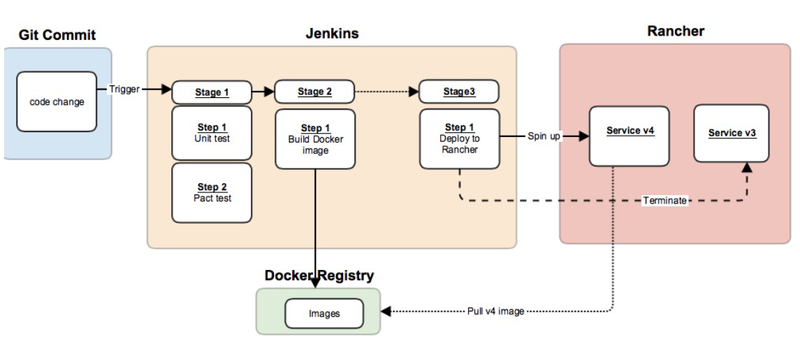 Git Commit
code change
Trigger
Jenkins
Stage 1
Step 1
Unit test
Step 2
Pact test
Stage 2
Step 1
Build Docker
image
Stage3
Step 1
Deploy to
Rancher
Spin up
Rancher
Service v4
Service v3
Terminate
Docker Registry
Images
Pull v4 image